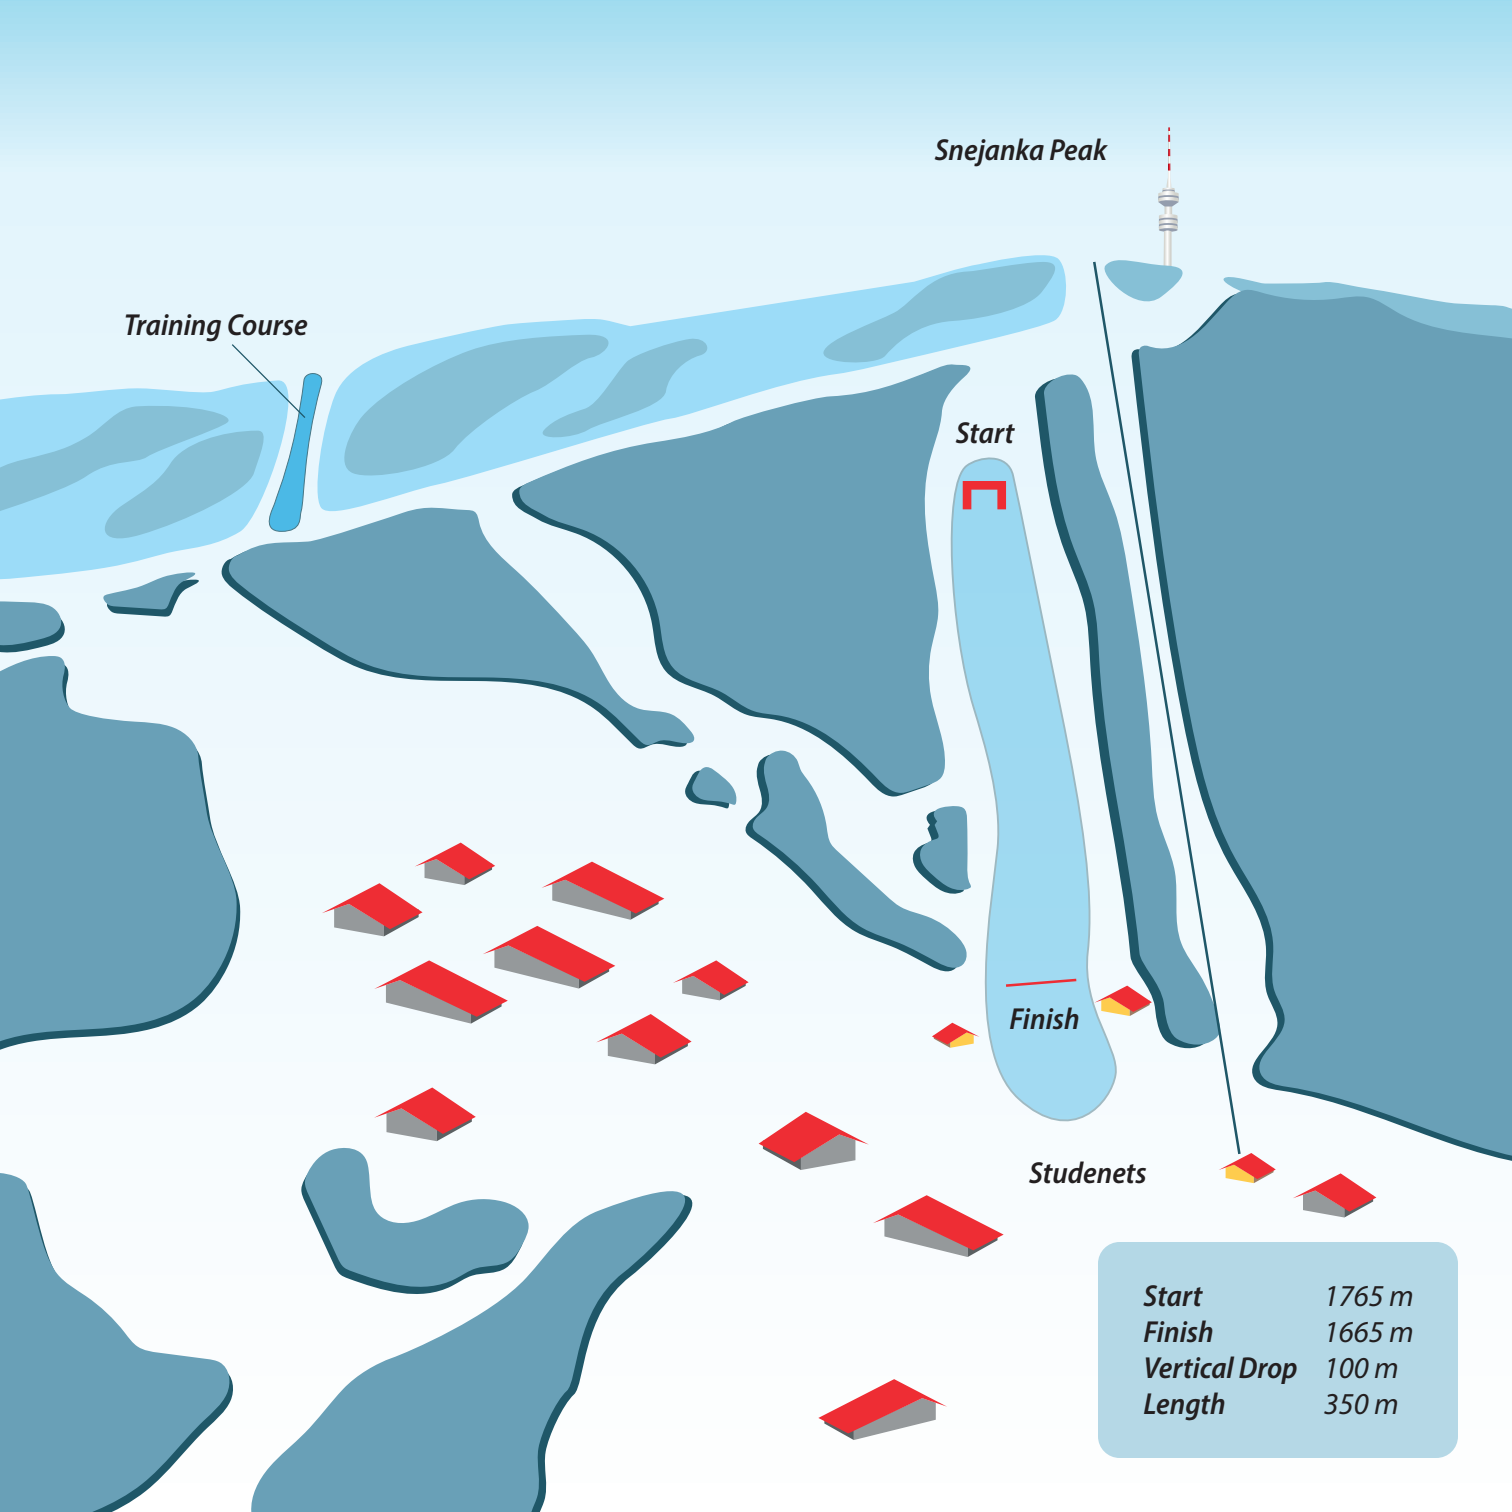 Snejanka Peak
Training Course
Start
Finish
Studenets
Start 1765 m
Finish 1665 m
Vertical Drop 100 m
Length 350 m